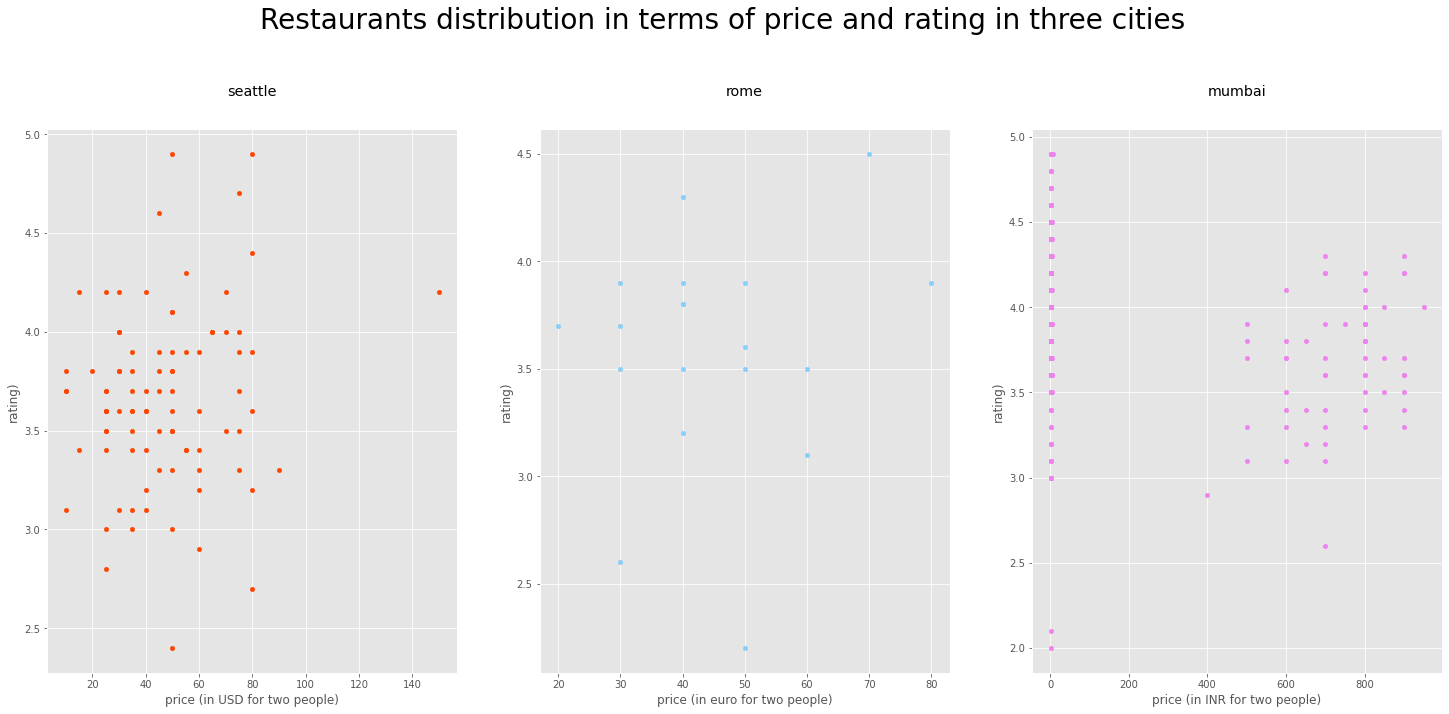 Restaurants distribution in terms of price and rating in three cities
seattle
5.0
4.5
4.0
3.5
3.0
2.5
rating)
20 40 60 80 100 120 140
price (in USD for two people)
rome
4.5
4.0
3.5
3.0
2.5
rating)
20 30 40 50 60 70 80
price (in euro for two people)
mumbai
5.0
4.5
4.0
3.5
3.0
2.5
2.0
rating)
0 200 400 600 800
price (in INR for two people)